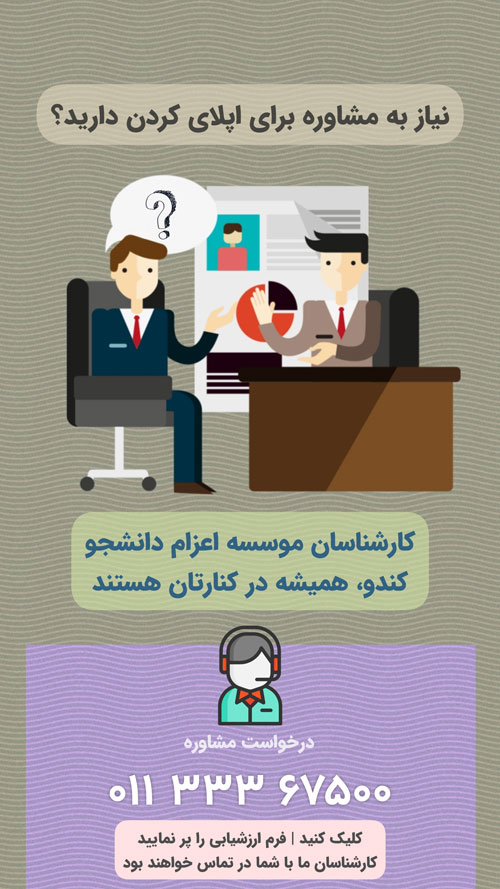 نیاز به مشاوره برای اپلای کردن دارید؟
?
کارشناسان موسسه اعزام دانشجو
کندو، همیشه در کنارتان هستند
درخواست مشاوره
۰۱۱ ۳۳۳ ۶۷۵۰۰
کلیک کنید | فرم ارزشیابی را پر نمایید
کارشناسان ما با شما در تماس خواهند بود